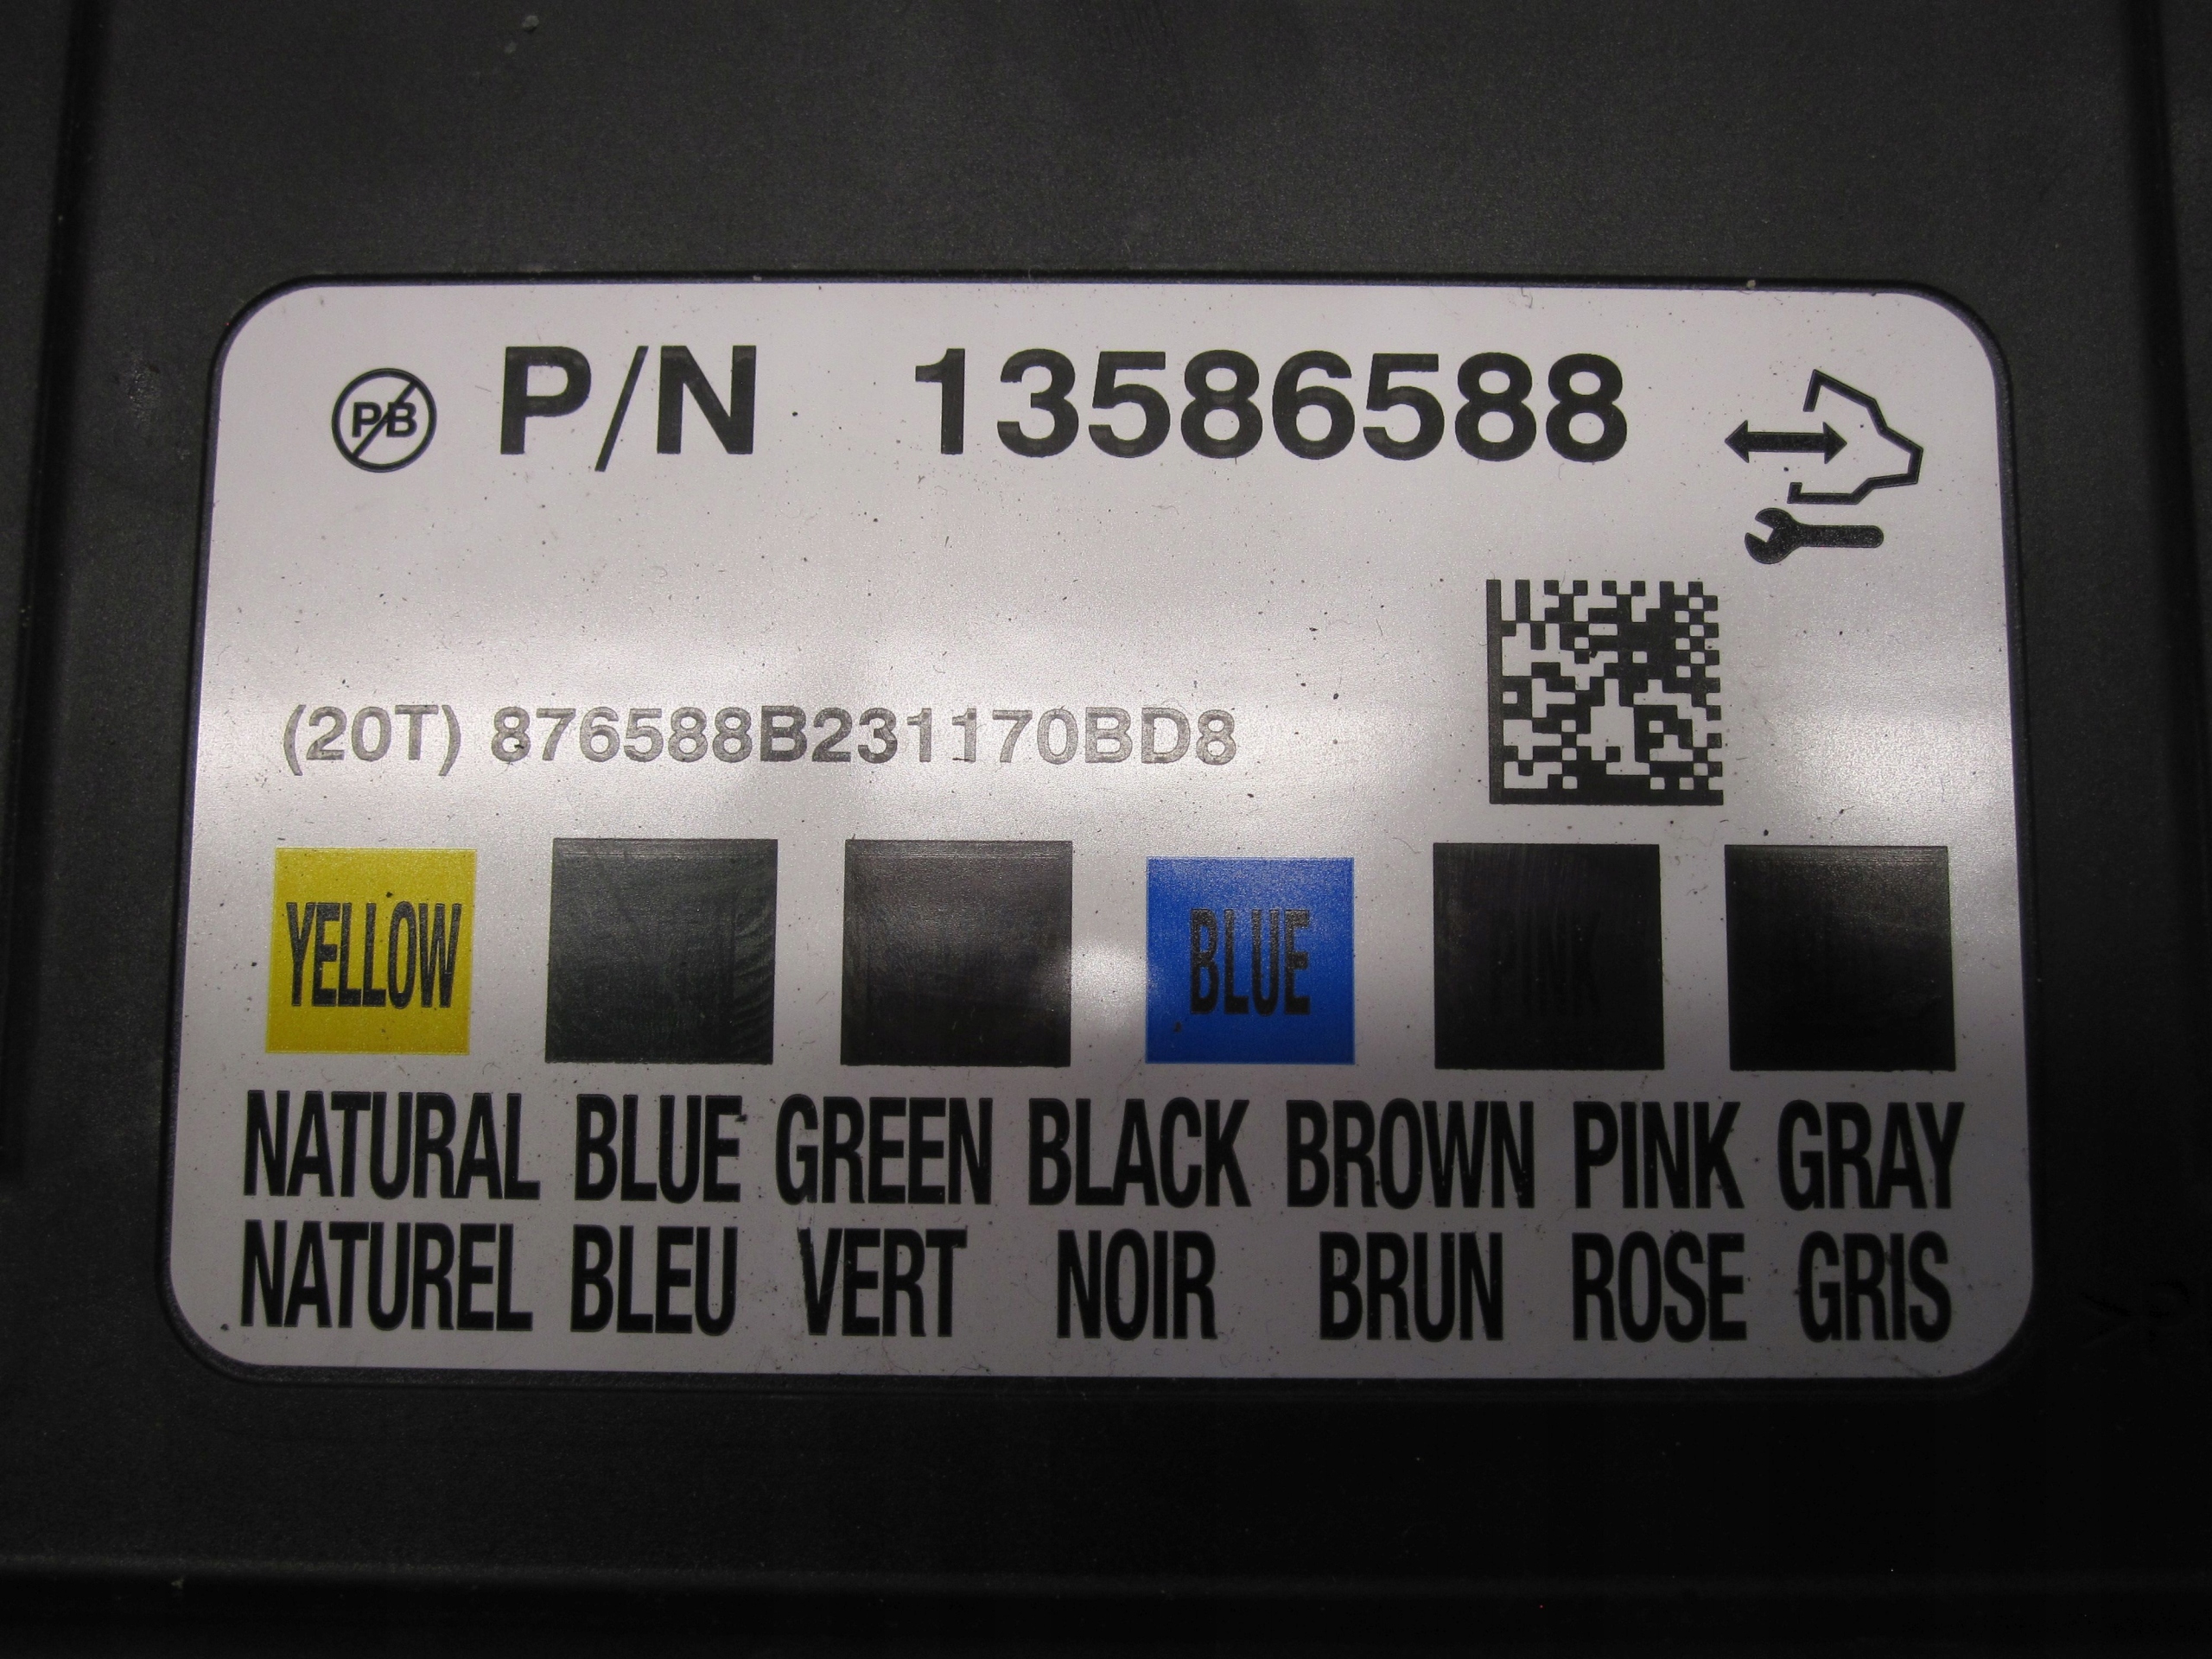 PB P/N 13586588
(20T) 876588B231170BD8
YELLOW BLUE PINK
NATURAL BLUE GREEN BLACK BROWN PINK GRAY
NATUREL BLEU VERT NOIR BRUN ROSE GRIS